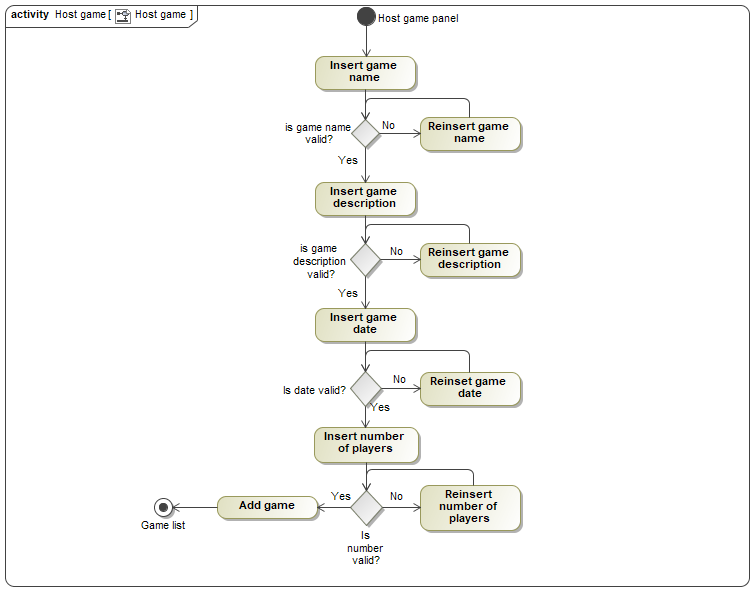 activity Host game [ Host game ]
Host game panel
Insert game
name
is game name
valid?
No
Reinsert game
name
Yes
Insert game
description
is game
description
valid?
No
Reinsert game
description
Yes
Insert game
date
Is date valid?
No
Reinset game
date
Yes
Insert number
of players
Game list
Add game
Yes
Is
number
valid?
No
Reinsert
number of
players